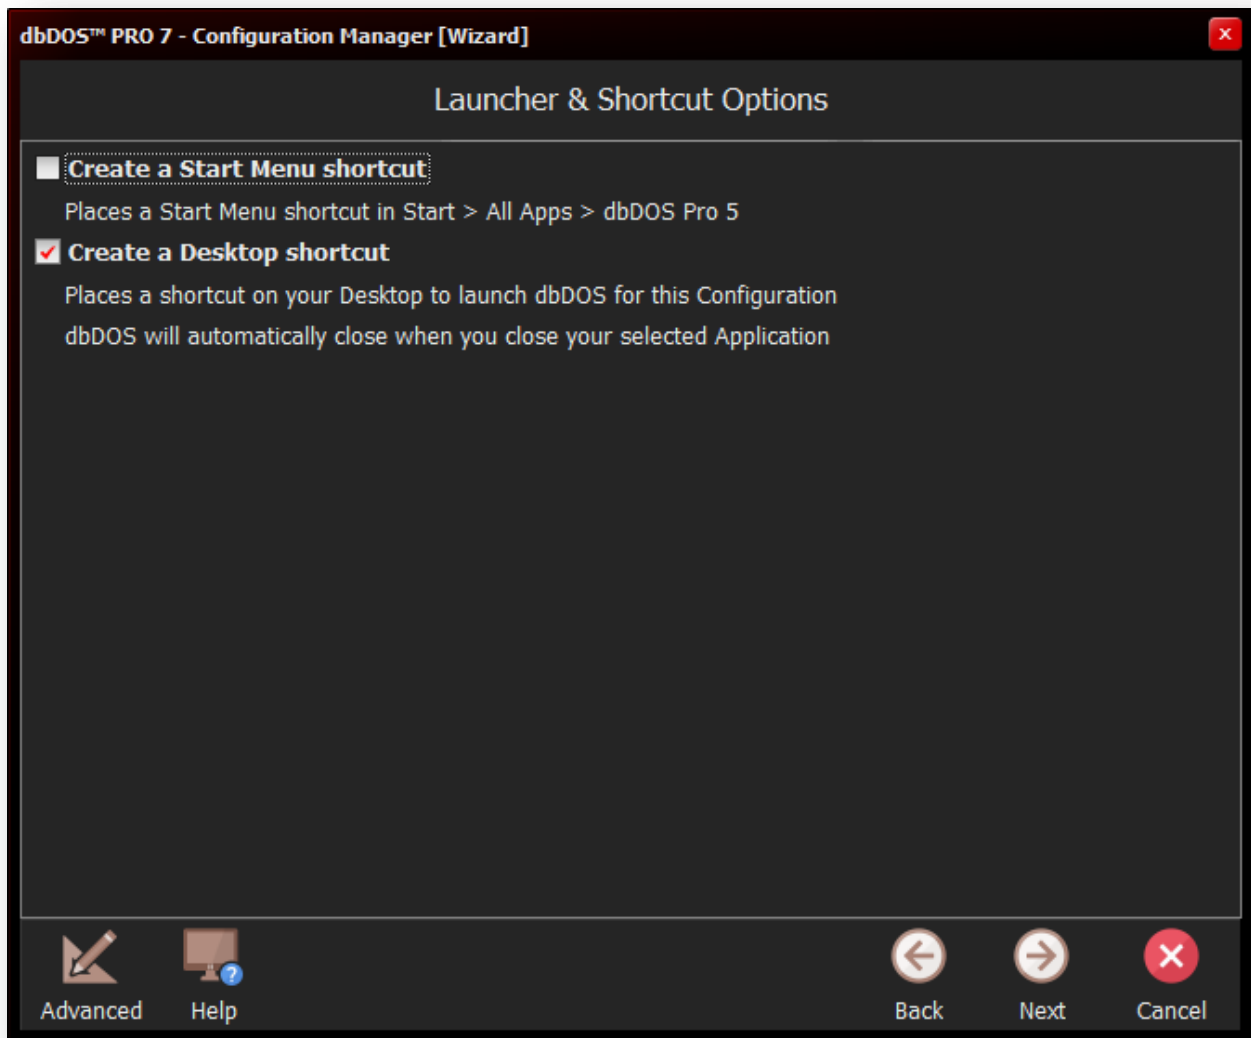 dbDOS™ PRO 7 - Configuration Manager [Wizard]
Launcher & Shortcut Options
Create a Start Menu shortcut
Places a Start Menu shortcut in Start > All Apps > dbDOS Pro 5
Create a Desktop shortcut
Places a shortcut on your Desktop to launch dbDOS for this Configuration
dbDOS will automatically close when you close your selected Application
Advanced Help Back Next Cancel